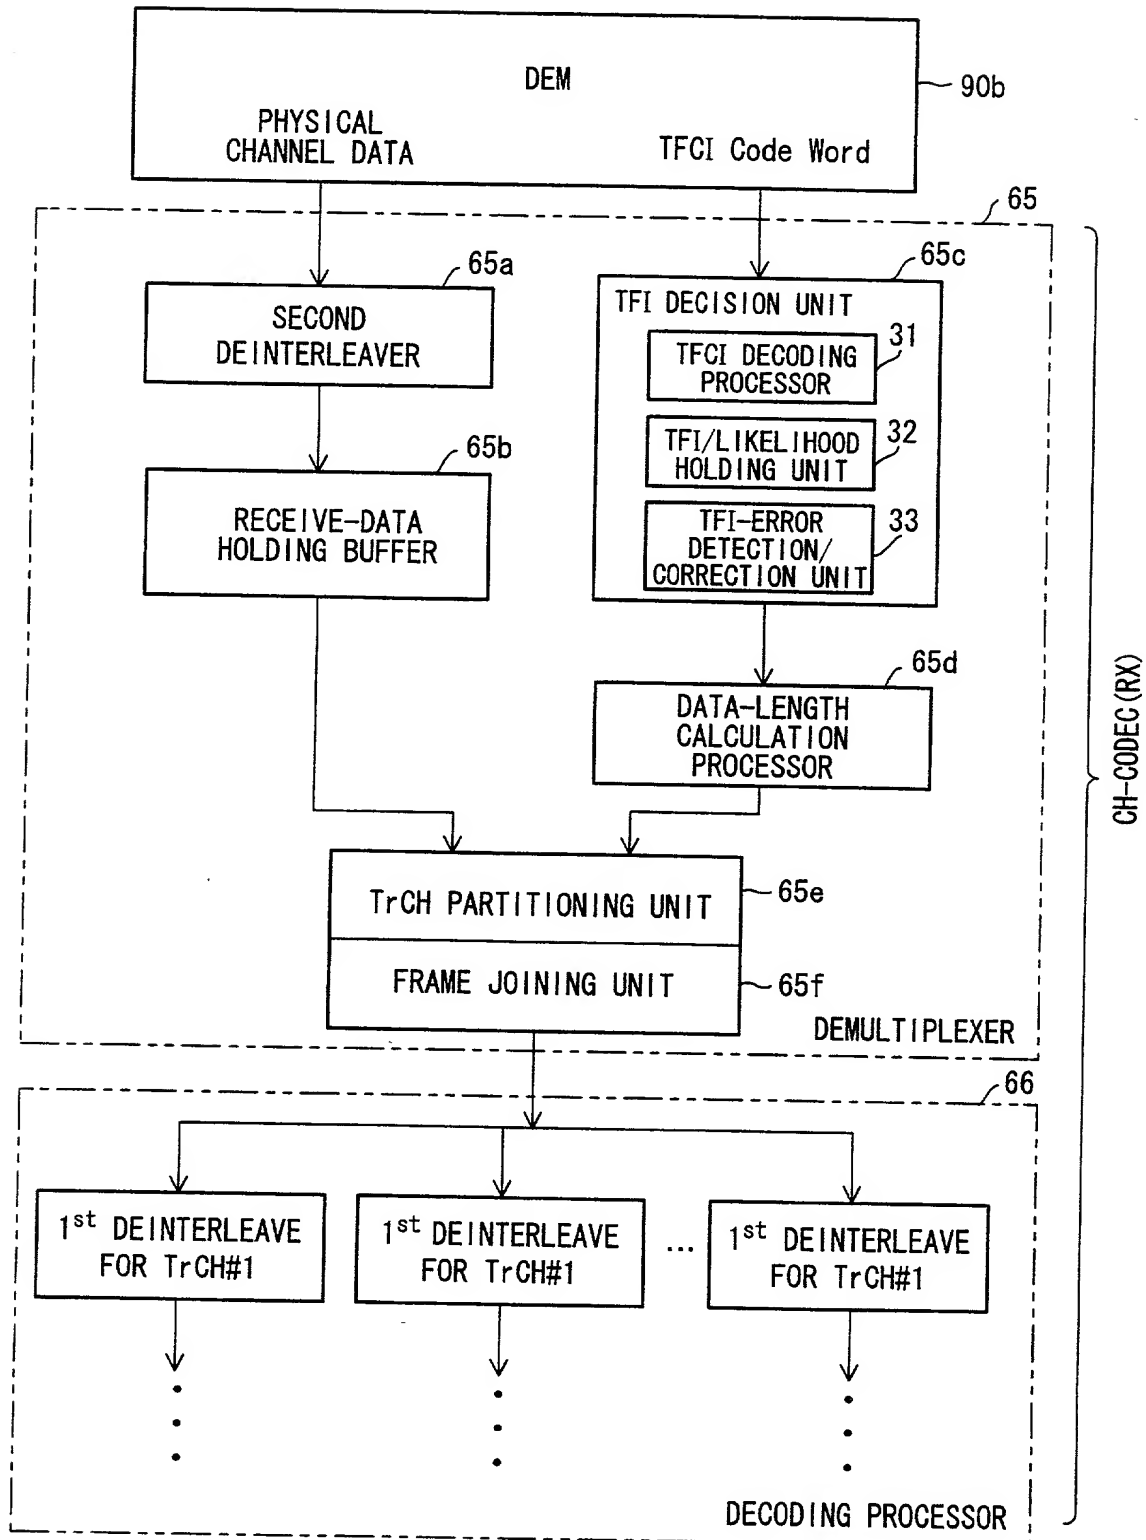 DEM
90b
PHYSICAL
CHANNEL DATA
TFCI Code Word
65
65a
SECOND
DEINTERLEAVER
65c
TFI DECISION UNIT
31
TFCI DECODING
PROCESSOR
32
TFI/LIKELIHOOD
HOLDING UNIT
33
TFI-ERROR
DETECTION/
CORRECTION UNIT
65b
RECEIVE-DATA
HOLDING BUFFER
65d
DATA-LENGTH
CALCULATION
PROCESSOR
CH-CODEC(RX)
TrCH PARTITIONING UNIT
65e
FRAME JOINING UNIT
65f
DEMULTIPLEXER
66
1st DEINTERLEAVE
FOR TrCH#1
1st DEINTERLEAVE
FOR TrCH#1
...
1st DEINTERLEAVE
FOR TrCH#1
DECODING PROCESSOR